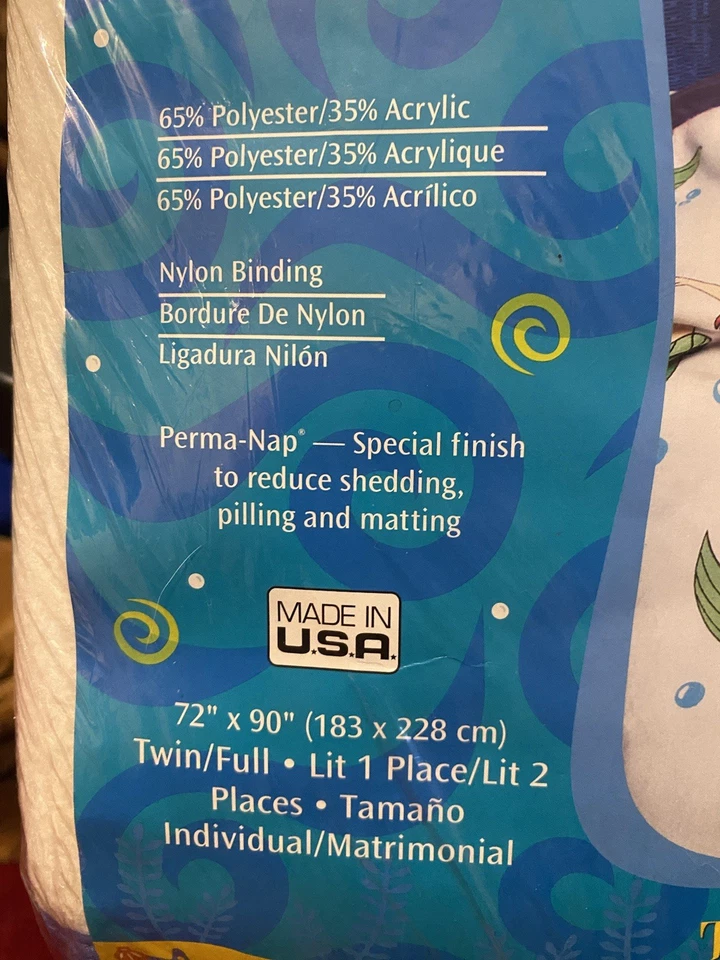 65% Polyester/35% Acrylic
65% Polyester/35% Acrylique
65% Polyester/35% Acrílico
Nylon Binding
Bordure De Nylon
Ligadura Nilón
Perma-Nap® — Special finish
to reduce shedding,
pilling and matting
MADE IN
U.S.A.
72" x 90" (183 x 228 cm)
Twin/Full • Lit 1 Place/Lit 2
Places • Tamaño
Individual/Matrimonial